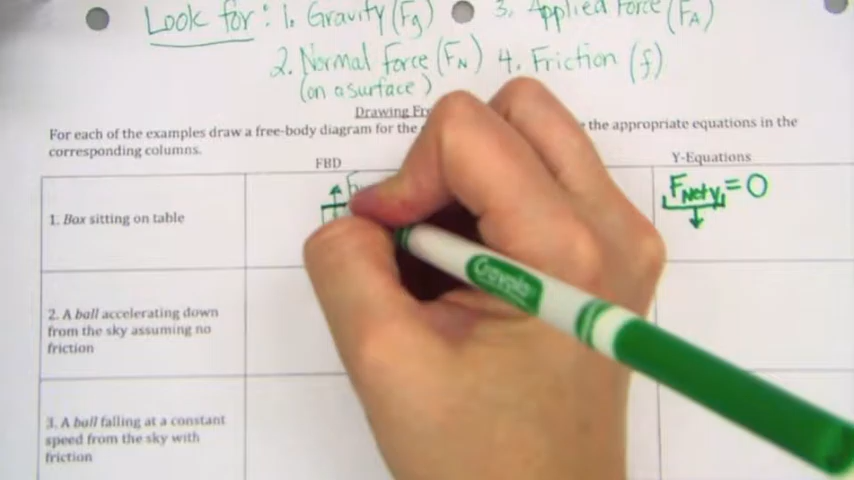 Look for: 1. Gravity (Fg) 3. Applied Force (FA)
2. Normal Force (FN) 4. Friction (f)
(on a surface)
Drawing
For each of the examples draw a free-body diagram for the the appropriate equations in the
corresponding columns.
FBD Y-Equations
1. Box sitting on table
FNety = 0
2. A ball accelerating down
from the sky assuming no
friction
3. A ball falling at a constant
speed from the sky with
friction
Crayola